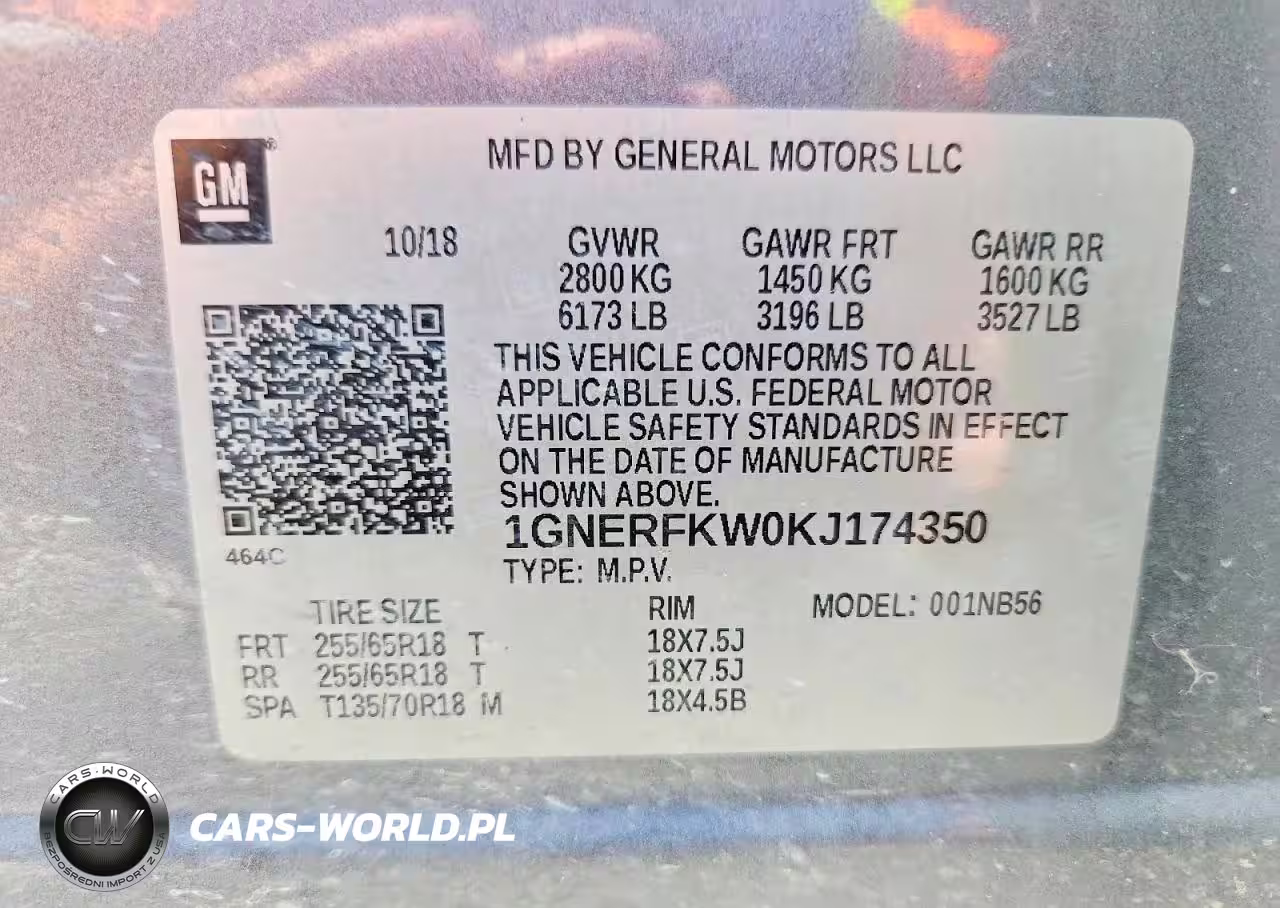 GM
MFD BY GENERAL MOTORS LLC
10/18 GVWR GAWR FRT GAWR RR
2800 KG 1450 KG 1600 KG
6173 LB 3196 LB 3527 LB
THIS VEHICLE CONFORMS TO ALL
APPLICABLE U.S. FEDERAL MOTOR
VEHICLE SAFETY STANDARDS IN EFFECT
ON THE DATE OF MANUFACTURE
SHOWN ABOVE.
1GNERFKW0KJ174350
464C
TYPE: M.P.V.
TIRE SIZE RIM MODEL: 001NB56
FRT 255/65R18 T 18X7.5J
RR 255/65R18 T 18X7.5J
SPA T135/70R18 M 18X4.5B
CARS-WORLD
CW
BEZPOŚREDNI IMPORT Z USA
CARS-WORLD.PL